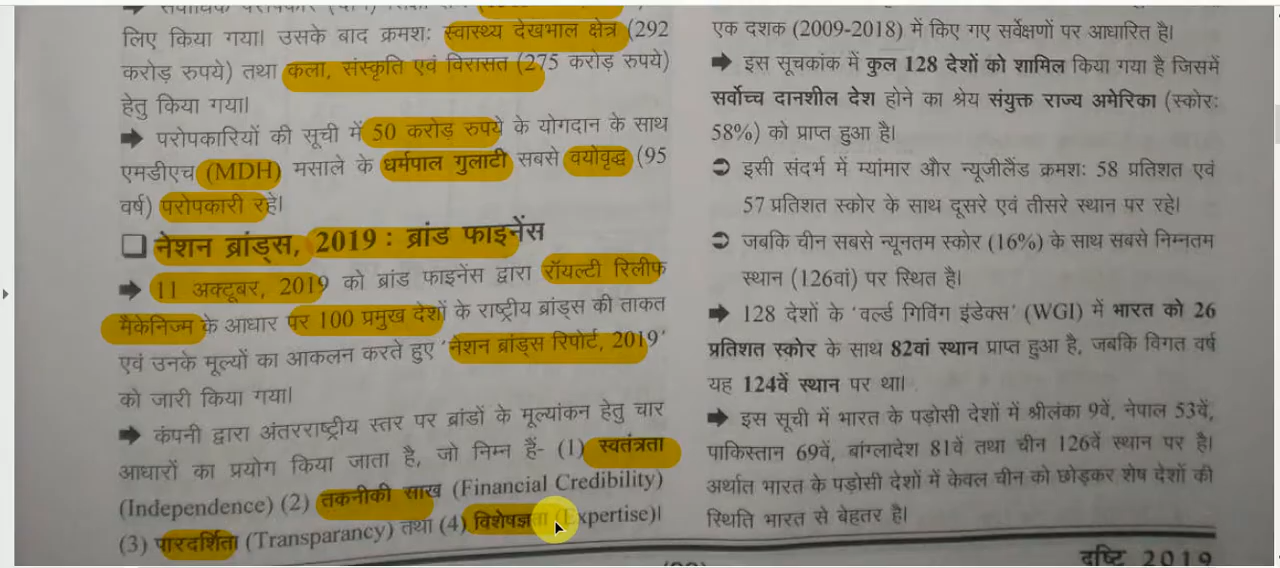 लिए किया गया। उसके बाद क्रमशः स्वास्थ्य देखभाल क्षेत्र (292
करोड़ रुपये) तथा कला, संस्कृति एवं विरासत (275 करोड़ रुपये)
हेतु किया गया।
➡ परोपकारियों की सूची में 50 करोड़ रुपये के योगदान के साथ
एमडीएच (MDH) मसाले के धर्मपाल गुलाटी सबसे वयोवृद्ध (95
वर्ष) परोपकारी रहे।
❑ नेशन ब्रांड्स, 2019 : ब्रांड फाइनेंस
➡ 11 अक्टूबर, 2019 को ब्रांड फाइनेंस द्वारा रॉयल्टी रिलीफ
मैकेनिज्म के आधार पर 100 प्रमुख देशों के राष्ट्रीय ब्रांड्स की ताकत
एवं उनके मूल्यों का आकलन करते हुए 'नेशन ब्रांड्स रिपोर्ट, 2019'
को जारी किया गया।
➡ कंपनी द्वारा अंतरराष्ट्रीय स्तर पर ब्रांडों के मूल्यांकन हेतु चार
आधारों का प्रयोग किया जाता है, जो निम्न हैं- (1) स्वतंत्रता
(Independence) (2) तकनीकी साख (Financial Credibility)
(3) पारदर्शिता (Transparancy) तथा (4) विशेषज्ञता (Expertise)।
एक दशक (2009-2018) में किए गए सर्वेक्षणों पर आधारित है।
➡ इस सूचकांक में कुल 128 देशों को शामिल किया गया है जिसमें
सर्वोच्च दानशील देश होने का श्रेय संयुक्त राज्य अमेरिका (स्कोरः
58%) को प्राप्त हुआ है।
➲ इसी संदर्भ में म्यांमार और न्यूजीलैंड क्रमशः 58 प्रतिशत एवं
57 प्रतिशत स्कोर के साथ दूसरे एवं तीसरे स्थान पर रहे।
➲ जबकि चीन सबसे न्यूनतम स्कोर (16%) के साथ सबसे निम्नतम
स्थान (126वां) पर स्थित है।
➡ 128 देशों के 'वर्ल्ड गिविंग इंडेक्स' (WGI) में भारत को 26
प्रतिशत स्कोर के साथ 82वां स्थान प्राप्त हुआ है, जबकि विगत वर्ष
यह 124वें स्थान पर था।
➡ इस सूची में भारत के पड़ोसी देशों में श्रीलंका 9वें, नेपाल 53वें,
पाकिस्तान 69वें, बांग्लादेश 81वें तथा चीन 126वें स्थान पर है।
अर्थात भारत के पड़ोसी देशों में केवल चीन को छोड़कर शेष देशों की
स्थिति भारत से बेहतर है।
दृष्टि 2019